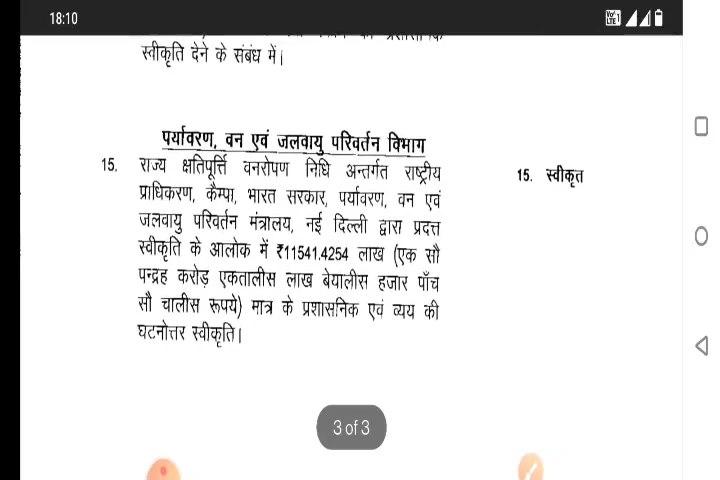 18:10
स्वीकृति देने के संबंध में।
पर्यावरण, वन एवं जलवायु परिवर्तन विभाग
15. राज्य क्षतिपूर्त्ति वनरोपण निधि अन्तर्गत राष्ट्रीय
15. स्वीकृत
प्राधिकरण, कैम्पा, भारत सरकार, पर्यावरण, वन एवं
जलवायु परिवर्तन मंत्रालय, नई दिल्ली द्वारा प्रदत्त
स्वीकृति के आलोक में ₹11541.4254 लाख (एक सौ
पन्द्रह करोड़ एकतालीस लाख बेयालीस हजार पाँच
सौ चालीस रूपये) मात्र के प्रशासनिक एवं व्यय की
घटनोत्तर स्वीकृति।
3 of 3